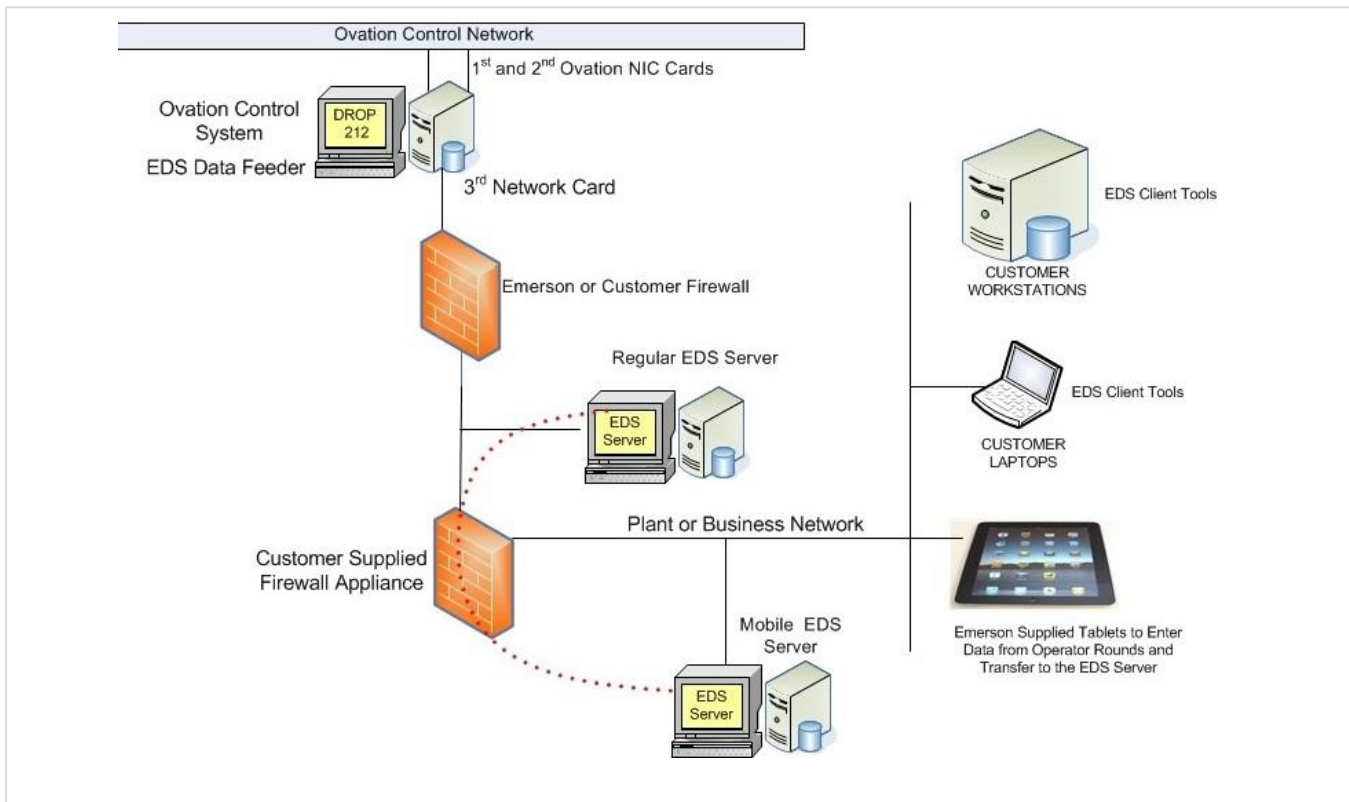 Ovation Control Network
1st and 2nd Ovation NIC Cards
DROP
212
Ovation Control
System
EDS Data Feeder
3rd Network Card
EDS Client Tools
CUSTOMER
WORKSTATIONS
Emerson or Customer Firewall
Regular EDS Server
EDS
Server
EDS Client Tools
CUSTOMER
LAPTOPS
Plant or Business Network
Customer Supplied
Firewall Appliance
Mobile EDS
Server
EDS
Server
Emerson Supplied Tablets to Enter
Data from Operator Rounds and
Transfer to the EDS Server